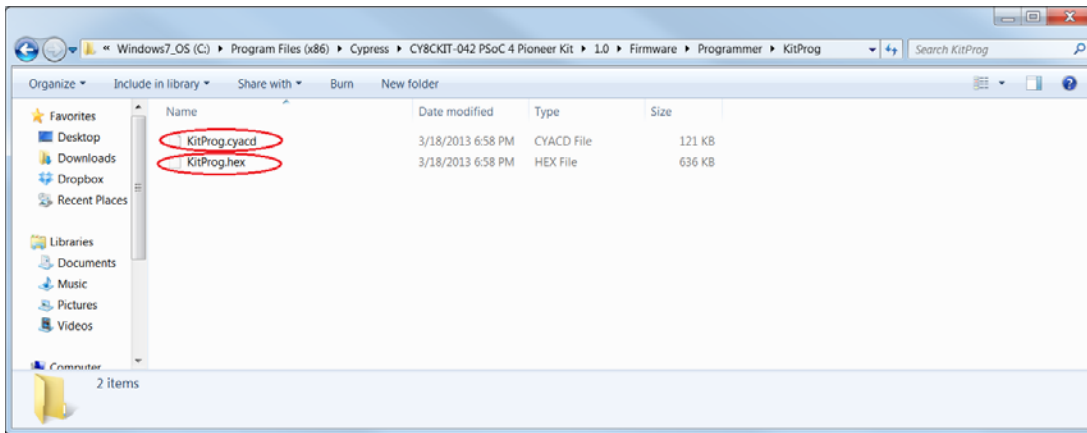 « Windows7_OS (C:) ▸ Program Files (x86) ▸ Cypress ▸ CY8CKIT-042 PSoC 4 Pioneer Kit ▸ 1.0 ▸ Firmware ▸ Programmer ▸ KitProg Search KitProg
Organize Include in library Share with Burn New folder
Name Date modified Type Size
KitProg.cyacd 3/18/2013 6:58 PM CYACD File 121 KB
KitProg.hex 3/18/2013 6:58 PM HEX File 636 KB
Favorites
Desktop
Downloads
Dropbox
Recent Places
Libraries
Documents
Music
Pictures
Videos
Computer
2 items